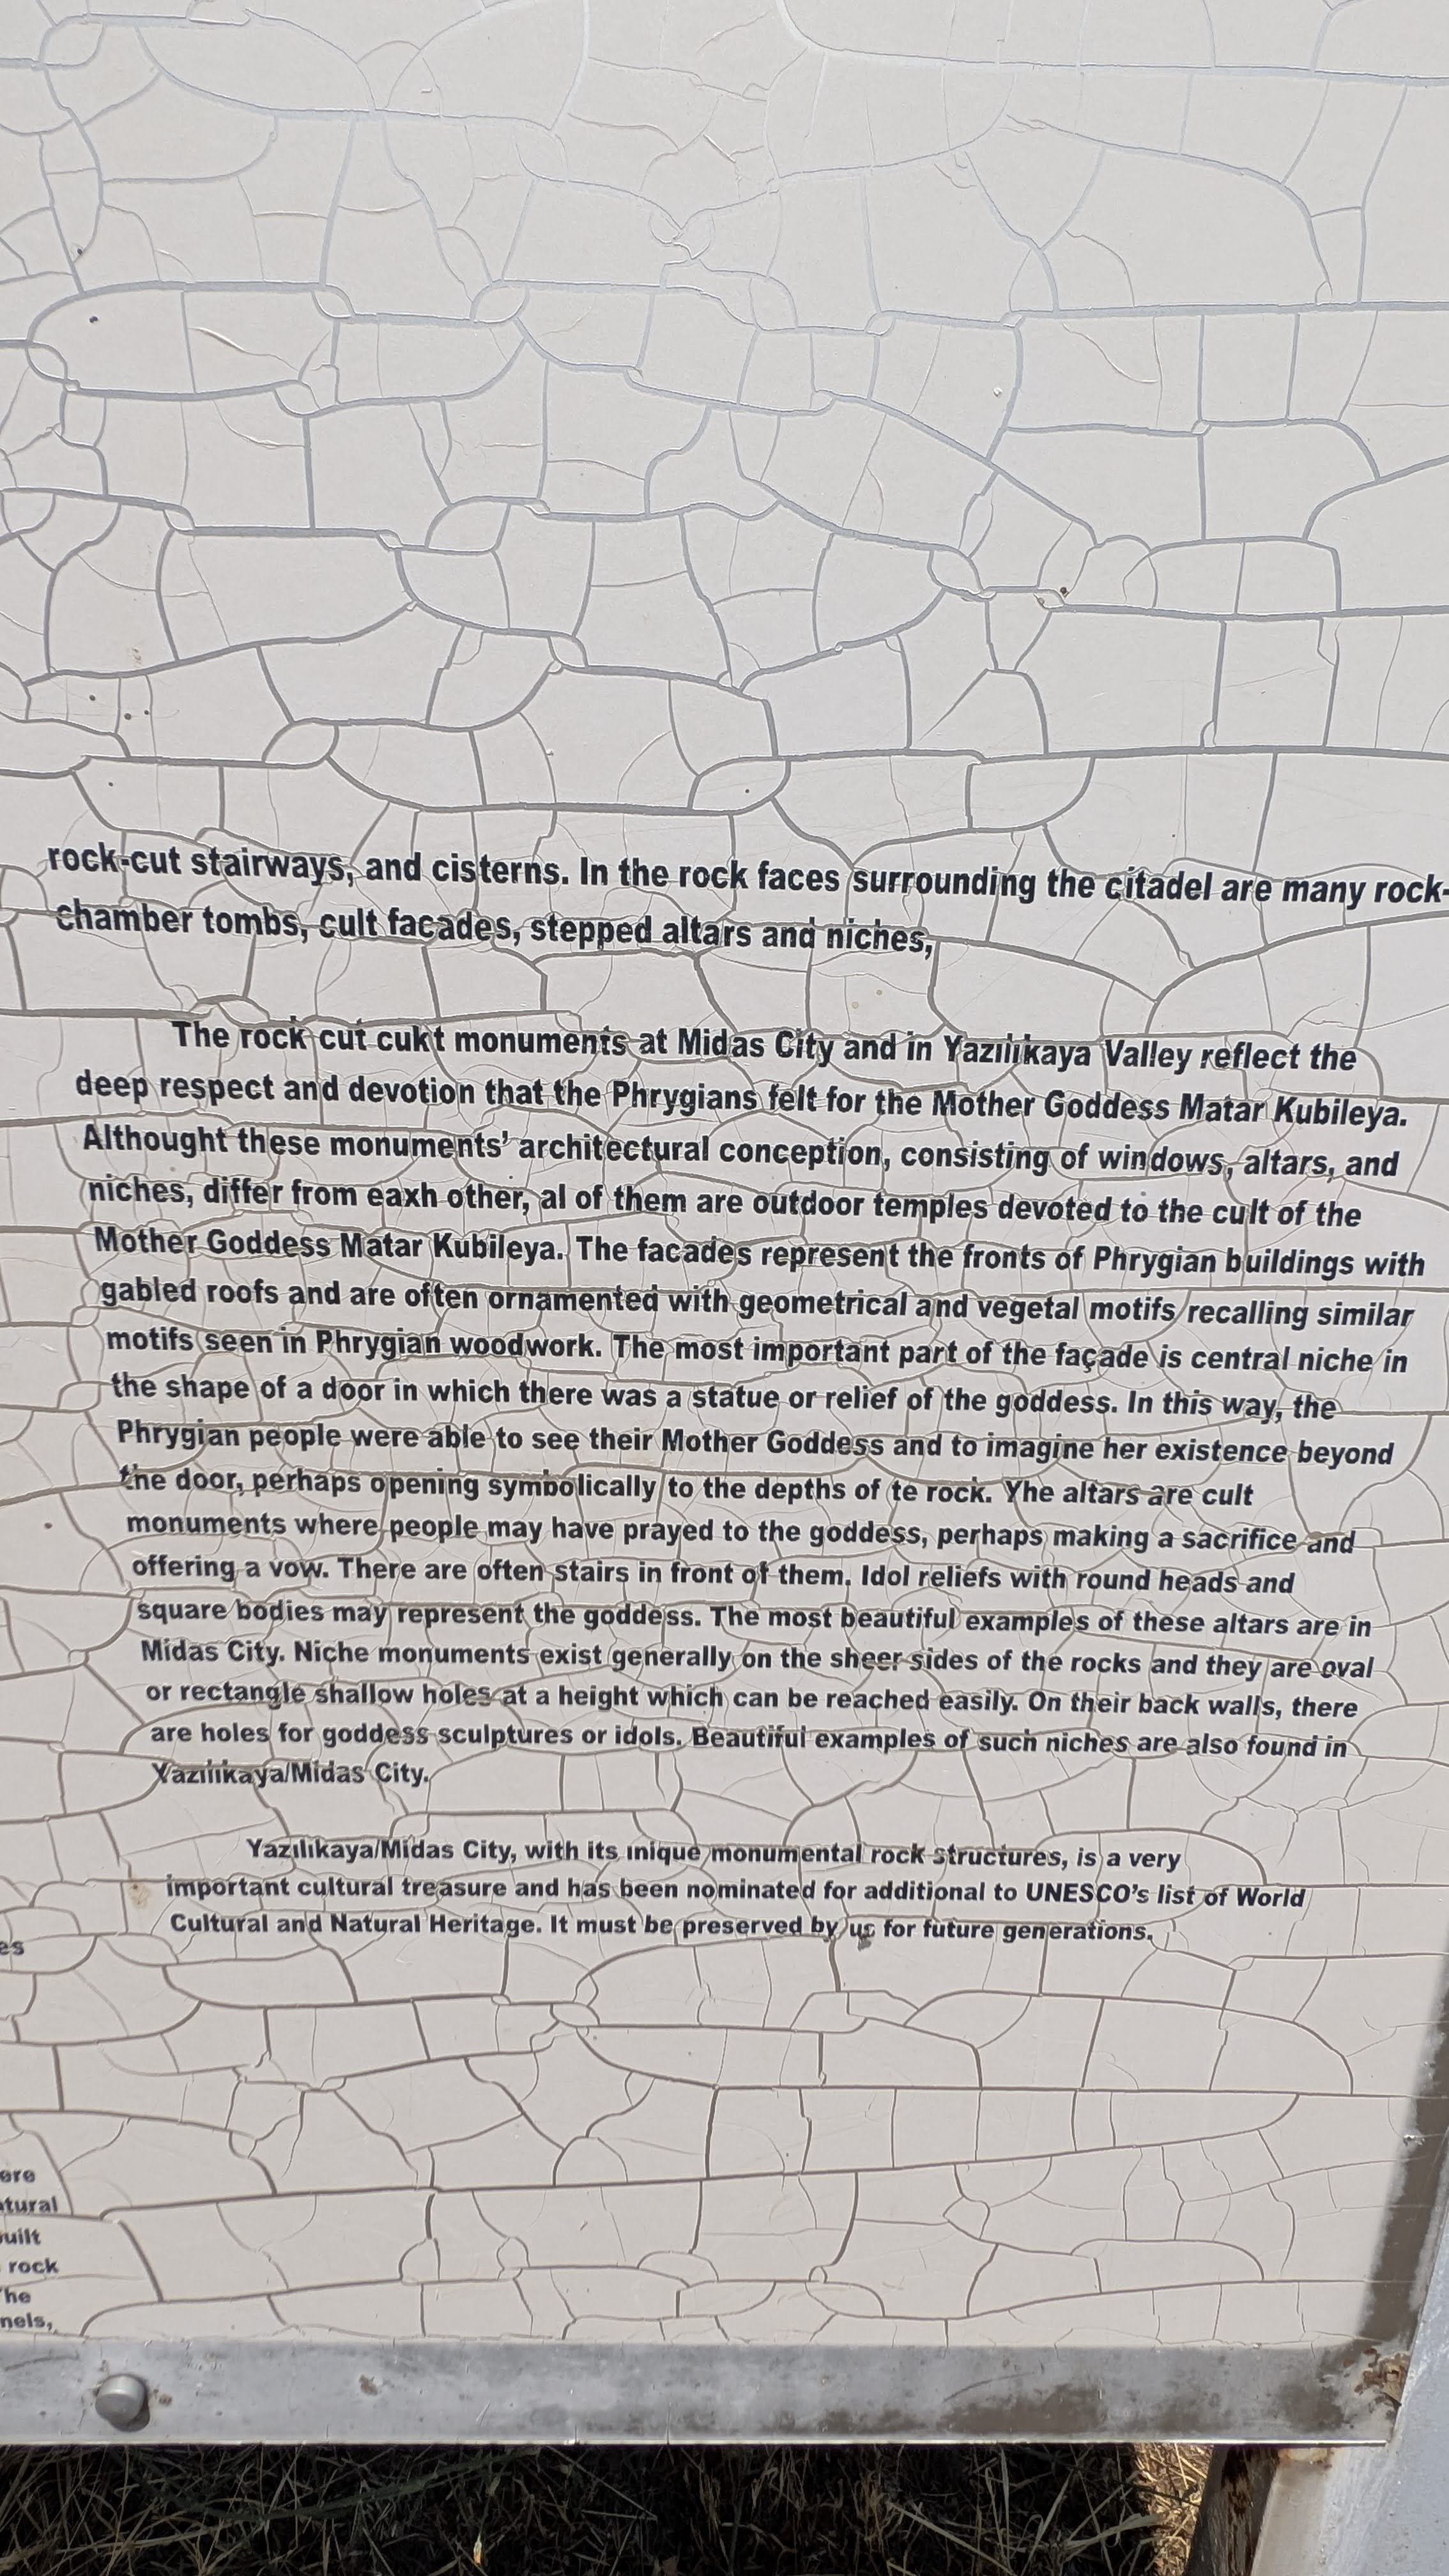 rock-cut stairways, and cisterns. In the rock faces surrounding the citadel are many rock-
chamber tombs, cult facades, stepped altars and niches,
The rock cut cukt monuments at Midas City and in Yazılıkaya Valley reflect the
deep respect and devotion that the Phrygians felt for the Mother Goddess Matar Kubileya.
Althought these monuments' architectural conception, consisting of windows, altars, and
niches, differ from eaxh other, al of them are outdoor temples devoted to the cult of the
Mother Goddess Matar Kubileya. The facades represent the fronts of Phrygian buildings with
gabled roofs and are often ornamented with geometrical and vegetal motifs recalling similar
motifs seen in Phrygian woodwork. The most important part of the façade is central niche in
the shape of a door in which there was a statue or relief of the goddess. In this way, the
Phrygian people were able to see their Mother Goddess and to imagine her existence beyond
the door, perhaps opening symbolically to the depths of te rock. Yhe altars are cult
monuments where people may have prayed to the goddess, perhaps making a sacrifice and
offering a vow. There are often stairs in front of them. Idol reliefs with round heads and
square bodies may represent the goddess. The most beautiful examples of these altars are in
Midas City. Niche monuments exist generally on the sheer sides of the rocks and they are oval
or rectangle shallow holes at a height which can be reached easily. On their back walls, there
are holes for goddess sculptures or idols. Beautiful examples of such niches are also found in
Yazılıkaya/Midas City.
Yazılıkaya/Midas City, with its ınique monumental rock structures, is a very
important cultural treasure and has been nominated for additional to UNESCO's list of World
Cultural and Natural Heritage. It must be preserved by us for future generations.
es
ere
atural
uilt
rock
The
nels,